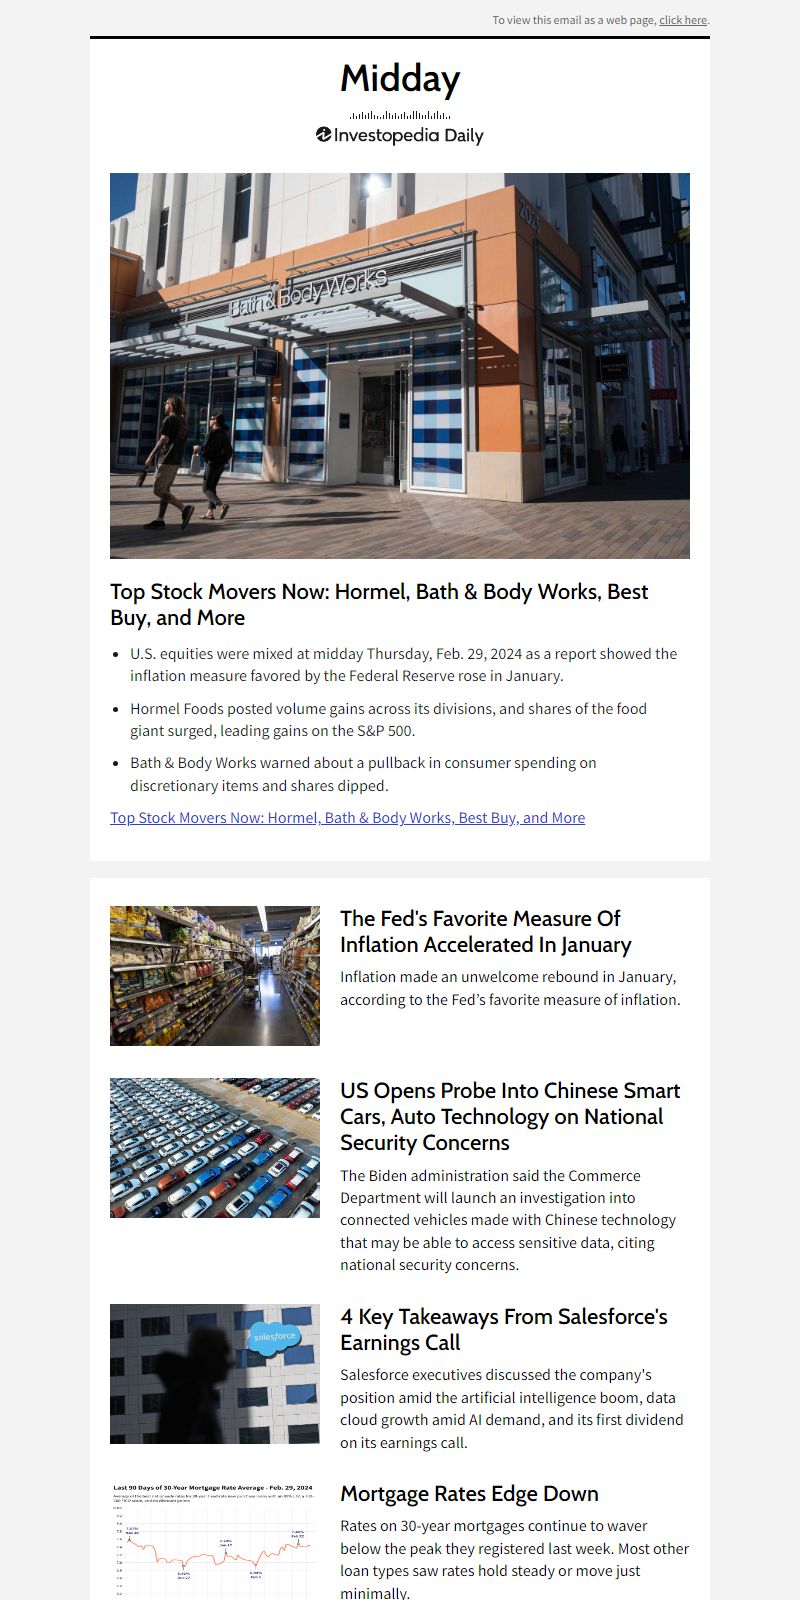 To view this email as a web page, click here.
Midday
Investopedia Daily
2025
Bath & Body Works
Top Stock Movers Now: Hormel, Bath & Body Works, Best
Buy, and More
U.S. equities were mixed at midday Thursday, Feb. 29, 2024 as a report showed the
inflation measure favored by the Federal Reserve rose in January.
Hormel Foods posted volume gains across its divisions, and shares of the food
giant surged, leading gains on the S&P 500.
Bath & Body Works warned about a pullback in consumer spending on
discretionary items and shares dipped.
Top Stock Movers Now: Hormel, Bath & Body Works, Best Buy, and More
The Fed's Favorite Measure Of
Inflation Accelerated In January
Inflation made an unwelcome rebound in January,
according to the Fed’s favorite measure of inflation.
US Opens Probe Into Chinese Smart
Cars, Auto Technology on National
Security Concerns
The Biden administration said the Commerce
Department will launch an investigation into
connected vehicles made with Chinese technology
that may be able to access sensitive data, citing
national security concerns.
salesforce
4 Key Takeaways From Salesforce's
Earnings Call
Salesforce executives discussed the company's
position amid the artificial intelligence boom, data
cloud growth amid AI demand, and its first dividend
on its earnings call.
Last 90 Days of 30-Year Mortgage Rate Average - Feb. 29, 2024
Mortgage Rates Edge Down
Rates on 30-year mortgages continue to waver
below the peak they registered last week. Most other
loan types saw rates hold steady or move just
minimally.